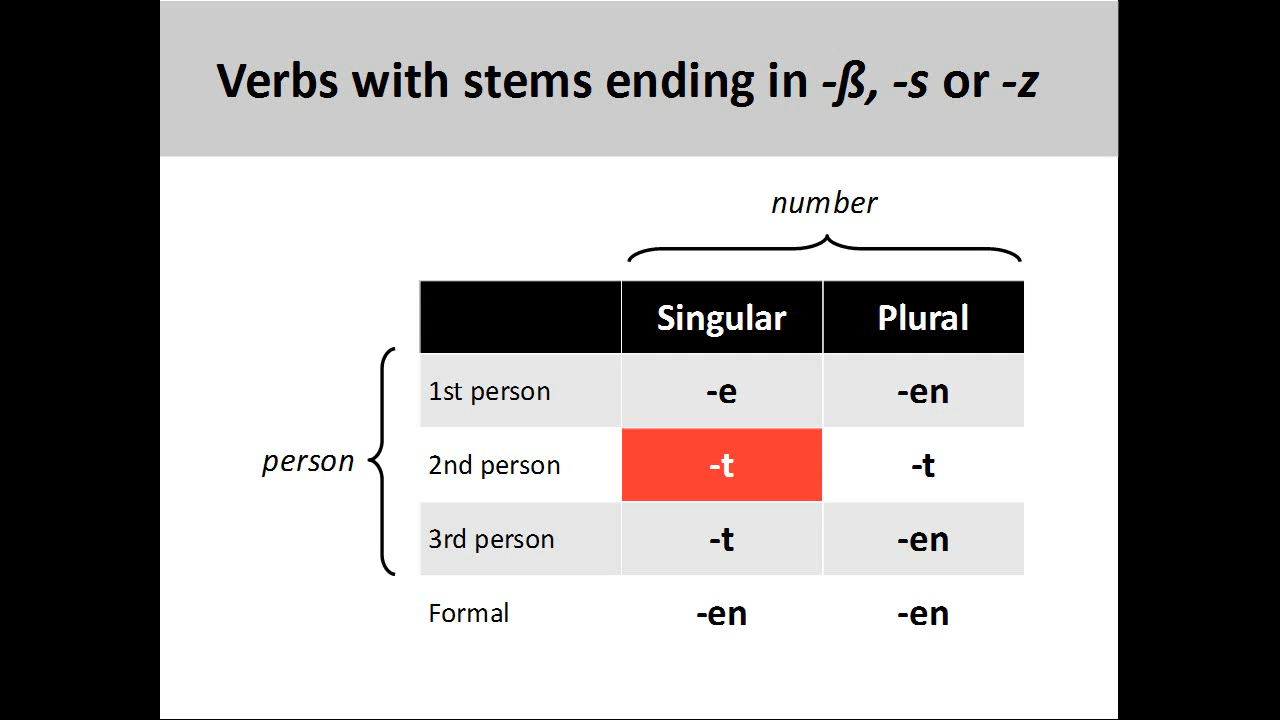 Verbs with stems ending in -ß, -s or -z
number
Singular Plural
1st person -e -en
person
2nd person -t -t
3rd person -t -en
Formal -en -en